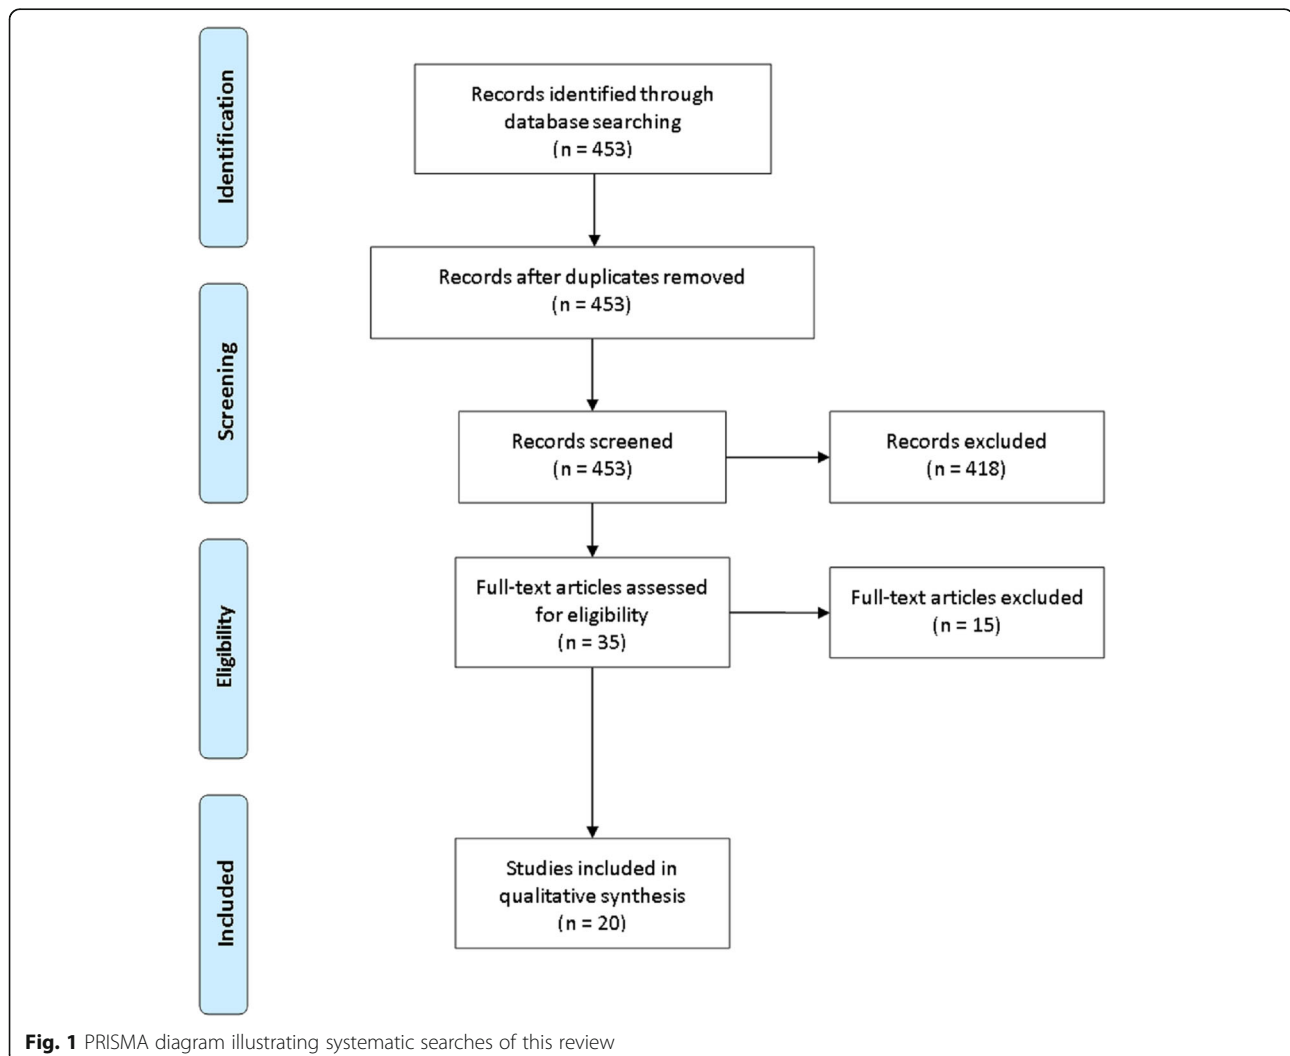 Identification
Records identified through
database searching
(n = 453)
Records after duplicates removed
(n = 453)
Screening
Records screened
(n = 453)
Records excluded
(n = 418)
Eligibility
Full-text articles assessed
for eligibility
(n = 35)
Full-text articles excluded
(n = 15)
Included
Studies included in
qualitative synthesis
(n = 20)
Fig. 1 PRISMA diagram illustrating systematic searches of this review